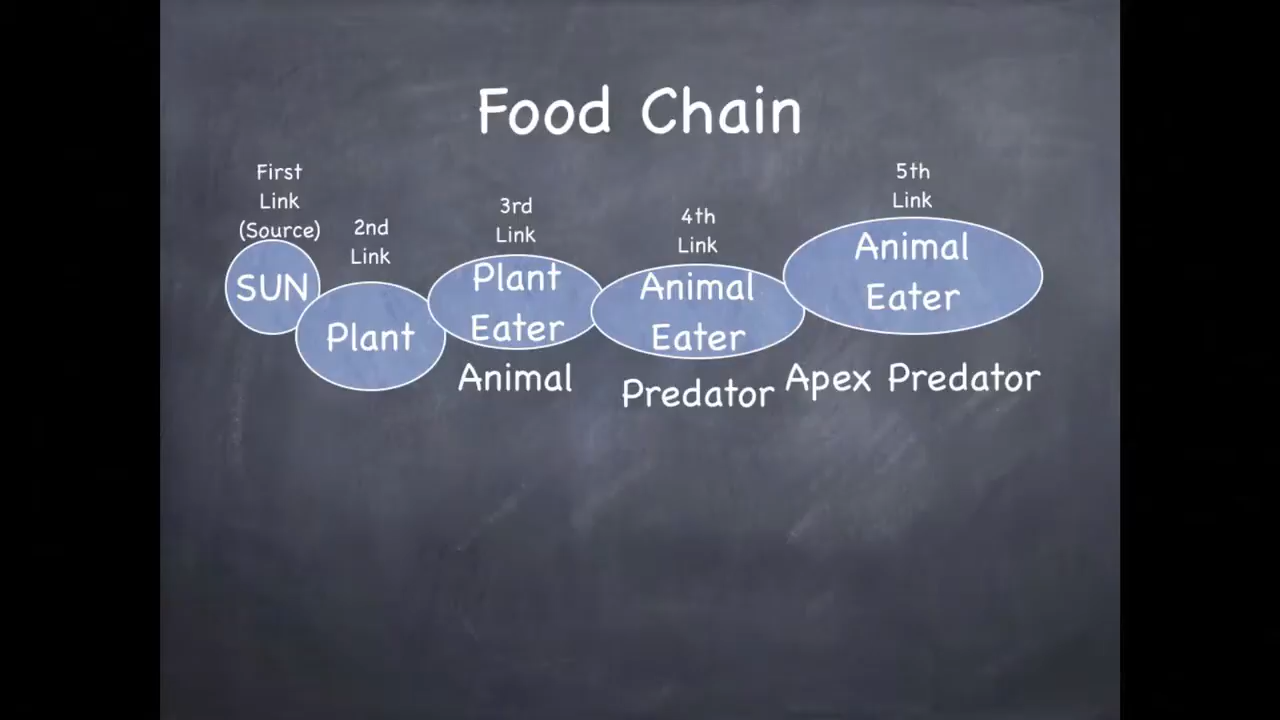 Food Chain
First
Link
(Source)
SUN
2nd
Link
Plant
3rd
Link
Plant
Eater
Animal
4th
Link
Animal
Eater
Predator
5th
Link
Animal
Eater
Apex Predator